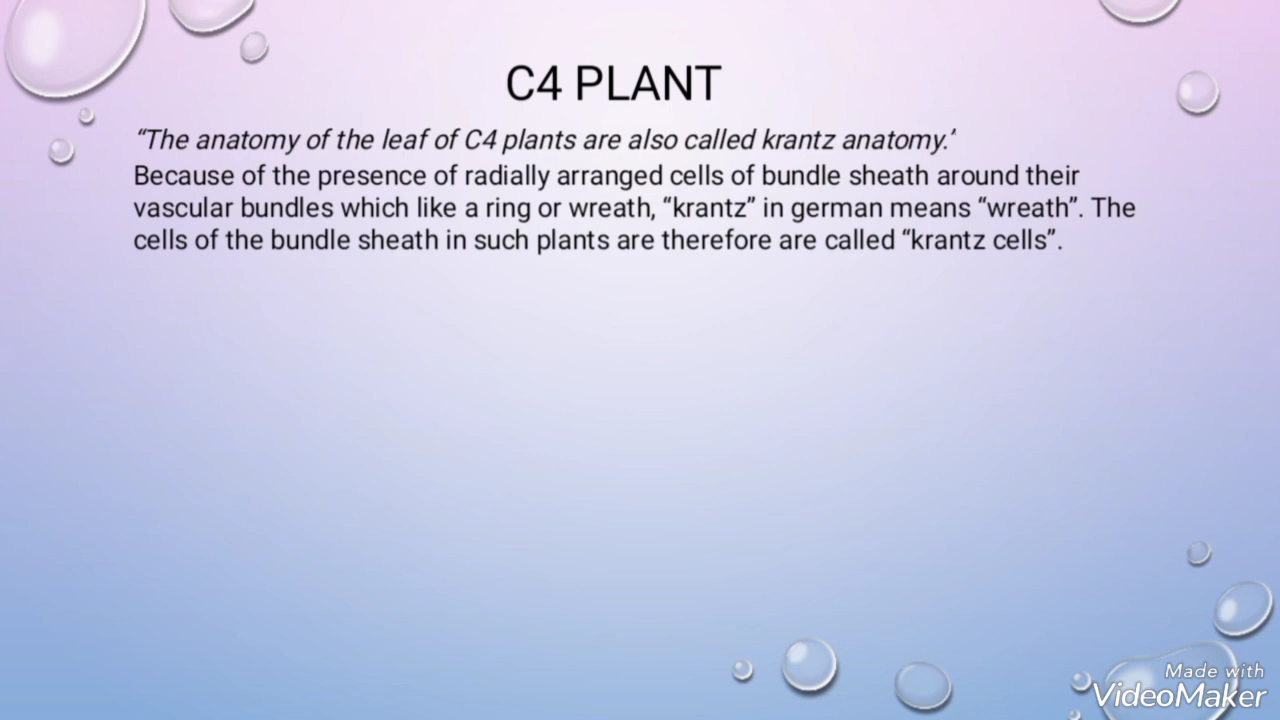 C4 PLANT
“The anatomy of the leaf of C4 plants are also called krantz anatomy.’
Because of the presence of radially arranged cells of bundle sheath around their
vascular bundles which like a ring or wreath, “krantz” in german means “wreath”. The
cells of the bundle sheath in such plants are therefore are called “krantz cells”.
Made with
VideoMaker